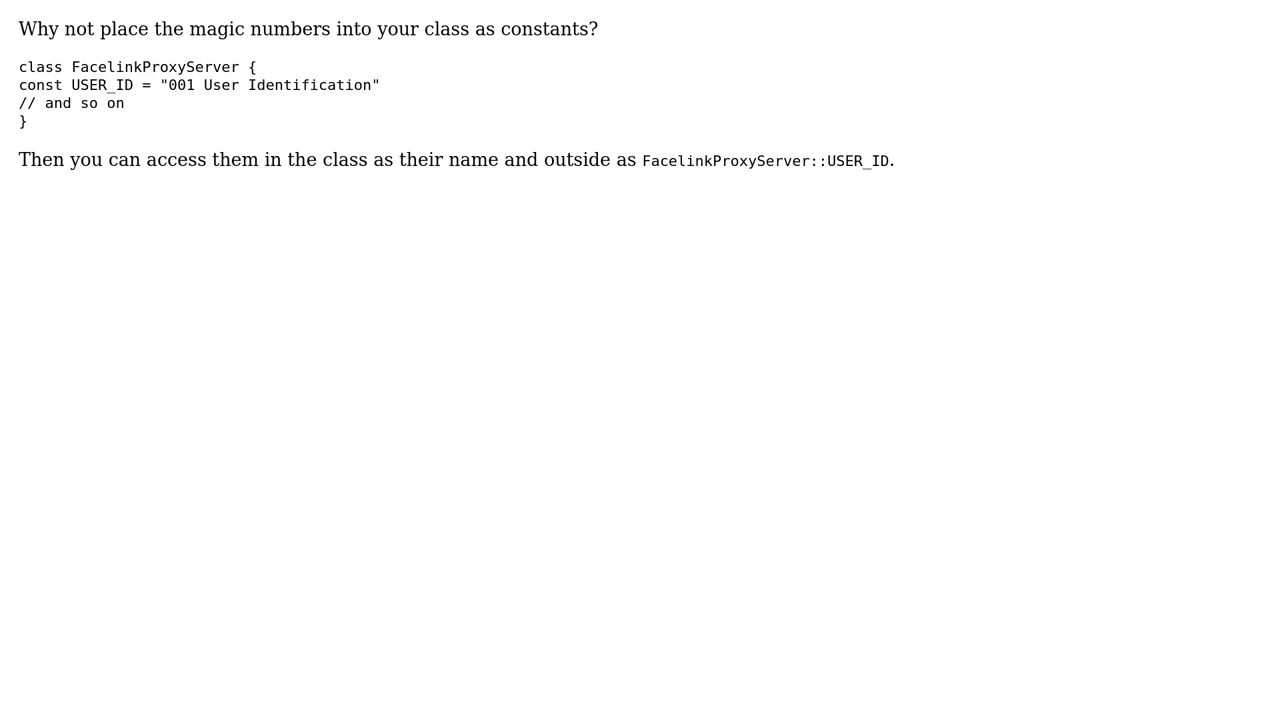 Why not place the magic numbers into your class as constants?
class FacelinkProxyServer {
const USER_ID = "001 User Identification"
// and so on
}
Then you can access them in the class as their name and outside as FacelinkProxyServer::USER_ID.